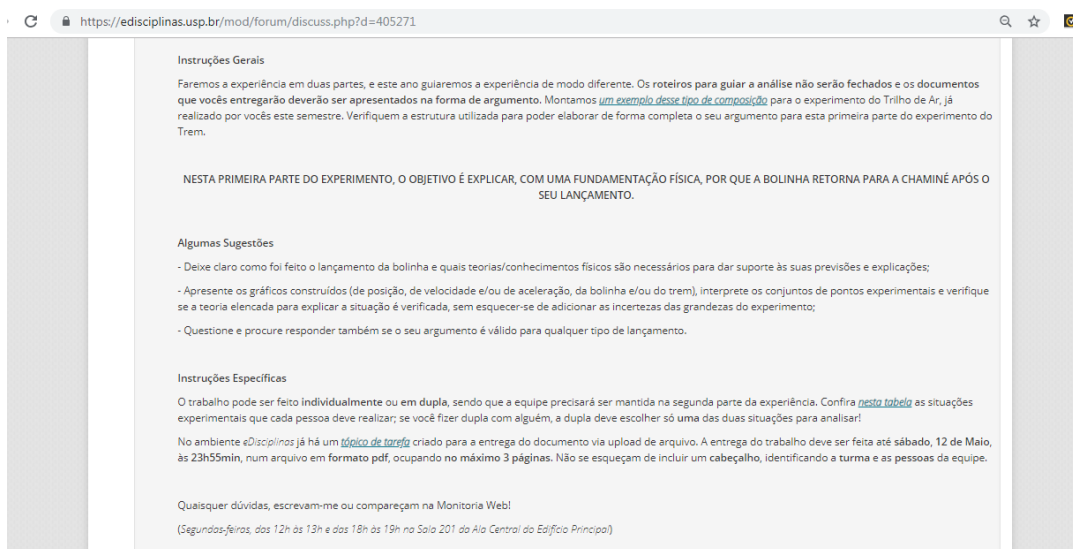 https://edisciplinas.usp.br/mod/forum/discuss.php?d=405271
Instruções Gerais
Faremos a experiência em duas partes, e este ano guiaremos a experiência de modo diferente. Os roteiros para guiar a análise não serão fechados e os documentos
que vocês entregarão deverão ser apresentados na forma de argumento. Montamos um exemplo desse tipo de composição para o experimento do Trilho de Ar, já
realizado por vocês este semestre. Verifiquem a estrutura utilizada para poder elaborar de forma completa o seu argumento para esta primeira parte do experimento do
Trem.
NESTA PRIMEIRA PARTE DO EXPERIMENTO, O OBJETIVO É EXPLICAR, COM UMA FUNDAMENTAÇÃO FÍSICA, POR QUE A BOLINHA RETORNA PARA A CHAMINÉ APÓS O
SEU LANÇAMENTO.
Algumas Sugestões
- Deixe claro como foi feito o lançamento da bolinha e quais teorias/conhecimentos físicos são necessários para dar suporte às suas previsões e explicações;
- Apresente os gráficos construídos (de posição, de velocidade e/ou de aceleração, da bolinha e/ou do trem), interprete os conjuntos de pontos experimentais e verifique
se a teoria elencada para explicar a situação é verificada, sem esquecer-se de adicionar as incertezas das grandezas do experimento;
- Questione e procure responder também se o seu argumento é válido para qualquer tipo de lançamento.
Instruções Específicas
O trabalho pode ser feito individualmente ou em dupla, sendo que a equipe precisará ser mantida na segunda parte da experiência. Confira nesta tabela as situações
experimentais que cada pessoa deve realizar; se você fizer dupla com alguém, a dupla deve escolher só uma das duas situações para analisar!
No ambiente eDisciplinas já há um tópico de tarefa criado para a entrega do documento via upload de arquivo. A entrega do trabalho deve ser feita até sábado, 12 de Maio,
às 23h55min, num arquivo em formato pdf, ocupando no máximo 3 páginas. Não se esqueçam de incluir um cabeçalho, identificando a turma e as pessoas da equipe.
Quaisquer dúvidas, escrevam-me ou compareçam na Monitoria Web!
(Segundas-feiras, das 12h às 13h e das 18h às 19h na Sala 201 da Ala Central do Edifício Principal)